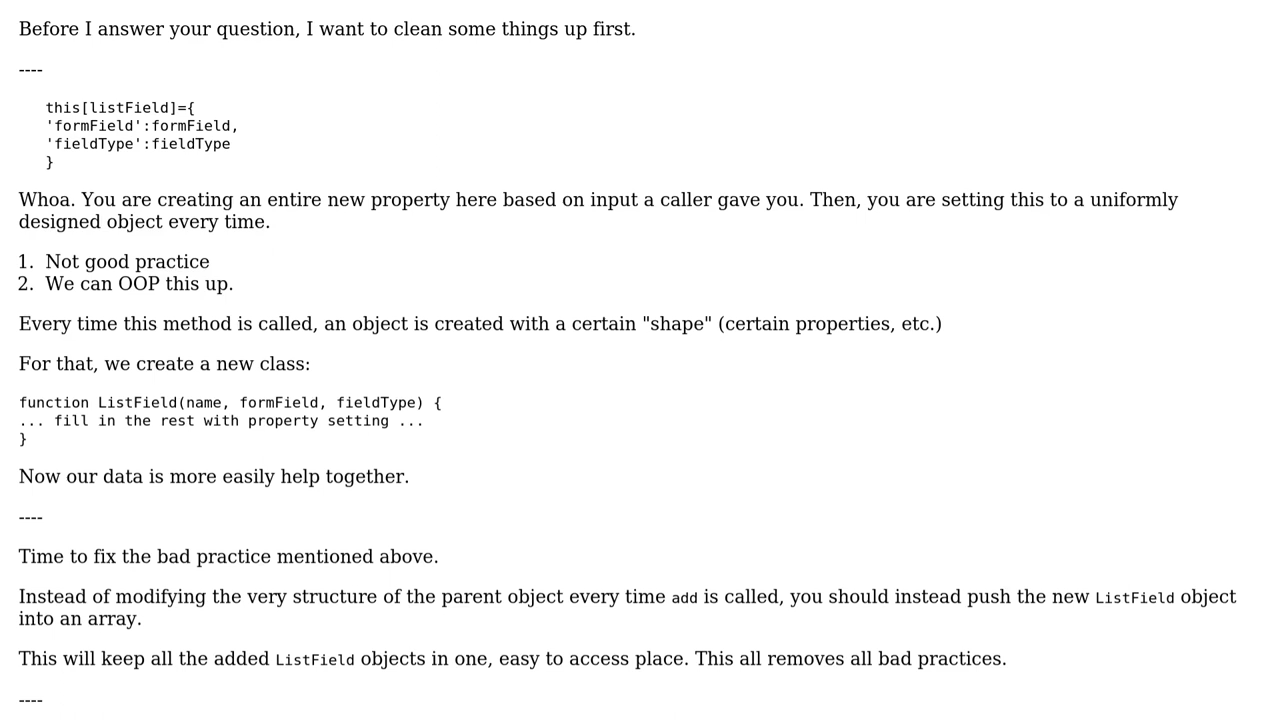 Before I answer your question, I want to clean some things up first.
----
this[listField]={
'formField':formField,
'fieldType':fieldType
}
Whoa. You are creating an entire new property here based on input a caller gave you. Then, you are setting this to a uniformly
designed object every time.
1. Not good practice
2. We can OOP this up.
Every time this method is called, an object is created with a certain "shape" (certain properties, etc.)
For that, we create a new class:
function ListField(name, formField, fieldType) {
... fill in the rest with property setting ...
}
Now our data is more easily help together.
----
Time to fix the bad practice mentioned above.
Instead of modifying the very structure of the parent object every time add is called, you should instead push the new ListField object
into an array.
This will keep all the added ListField objects in one, easy to access place. This all removes all bad practices.
----